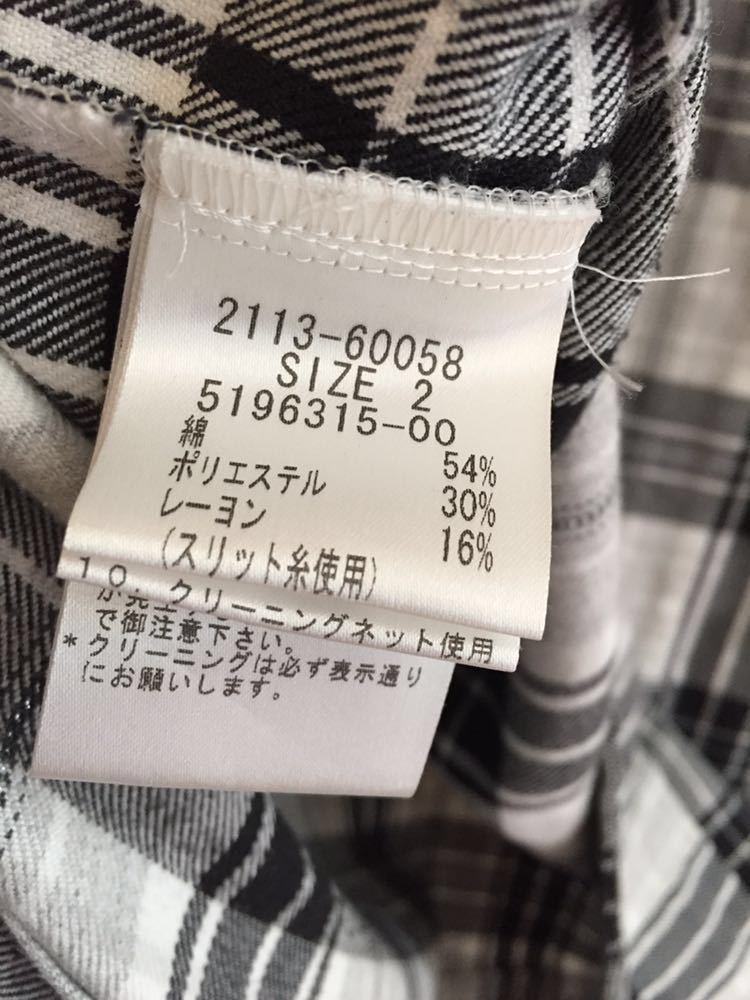 2113-60058
SIZE 2
5196315-00
綿 54%
ポリエステル 30%
レーヨン 16%
(スリット糸使用)
10. クリーニングネット使用
で御注意下さい。
*クリーニングは必ず表示通り
にお願いします。